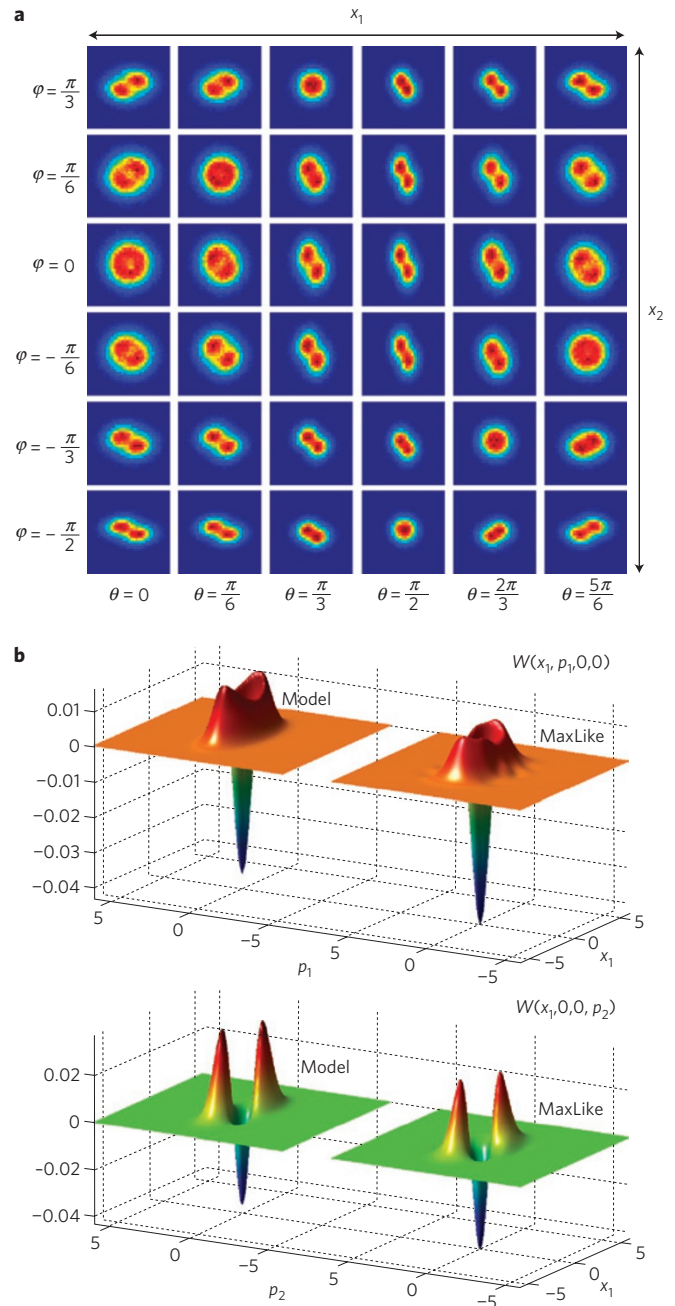 a
x₁
φ = π/3
φ = π/6
φ = 0
φ = − π/6
φ = − π/3
φ = − π/2
x₂
θ = 0
θ = π/6
θ = π/3
θ = π/2
θ = 2π/3
θ = 5π/6
b
W(x₁, p₁,0,0)
Model
MaxLike
0.01
0
−0.01
−0.02
−0.03
−0.04
5
0
−5
5
0
−5
p₁
−5
0
5
x₁
W(x₁,0,0, p₂)
Model
MaxLike
0.02
0
−0.02
−0.04
5
0
−5
5
0
−5
p₂
−5
0
5
x₁